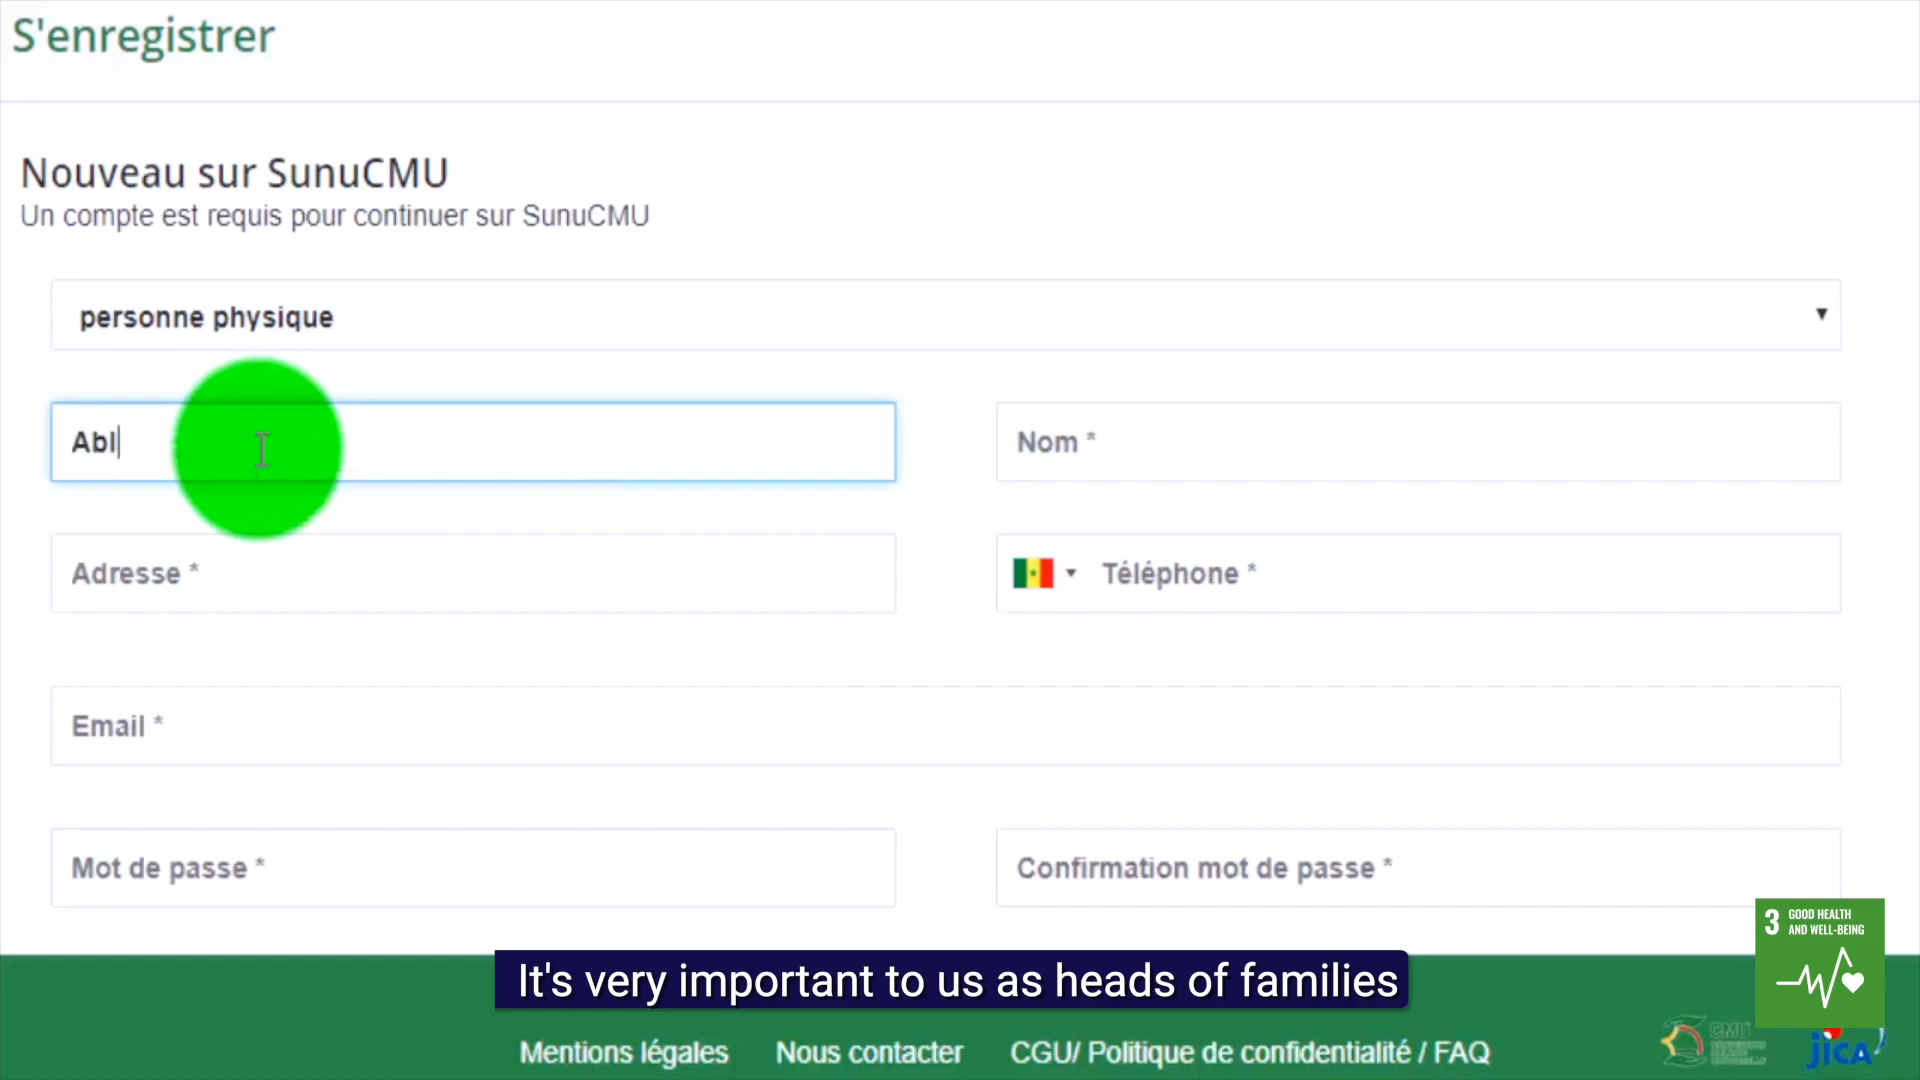 S'enregistrer
Nouveau sur SunuCMU
Un compte est requis pour continuer sur SunuCMU
personne physique
Abl
Nom *
Adresse *
Téléphone *
Email *
Mot de passe *
Confirmation mot de passe *
3 GOOD HEALTH
AND WELL-BEING
It's very important to us as heads of families
Mentions légales
Nous contacter
CGU/ Politique de confidentialité / FAQ
CMU
jica